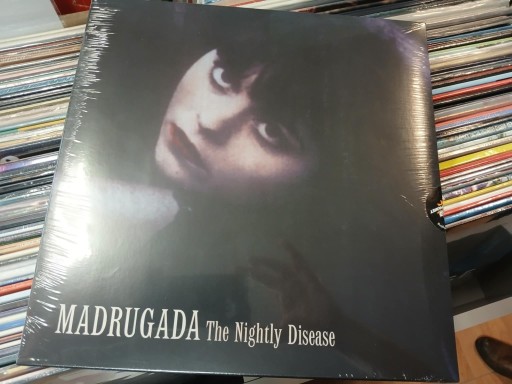 MADRUGADA The Nightly Disease